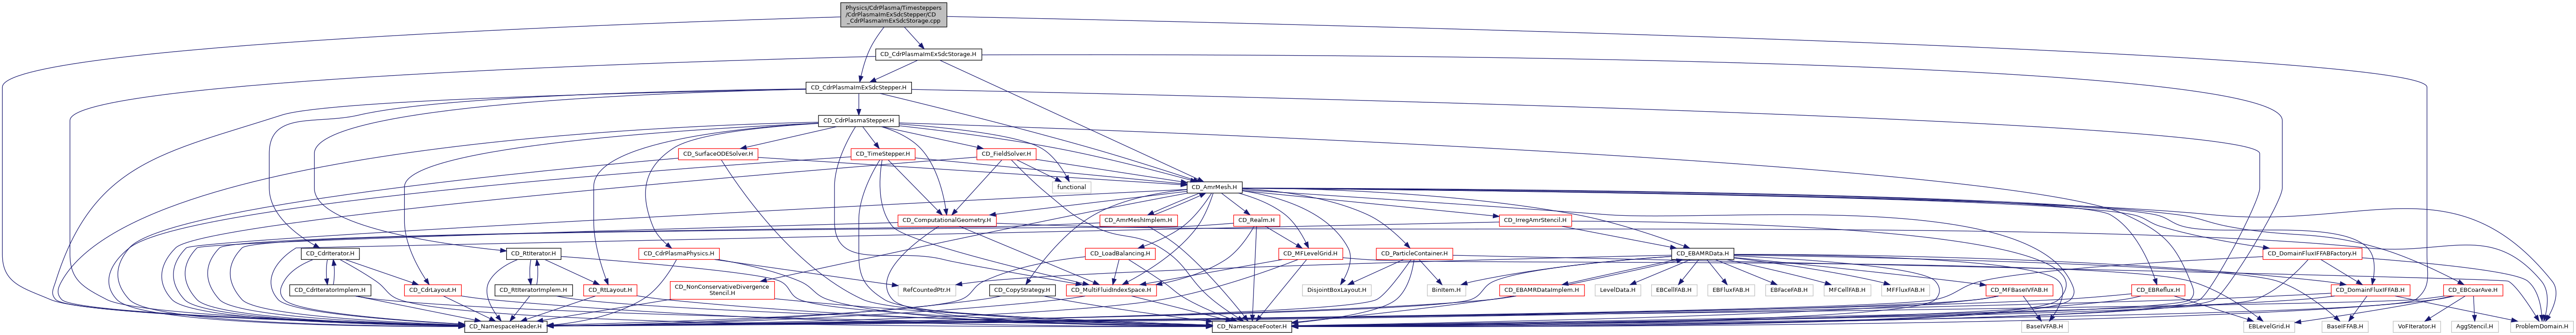 Physics/CdrPlasma/Timesteppers
/CdrPlasmaImExSdcStepper/CD
_CdrPlasmaImExSdcStorage.cpp
CD_CdrPlasmaImExSdcStorage.H
CD_CdrPlasmaImExSdcStepper.H
CD_CdrPlasmaStepper.H
CD_SurfaceODESolver.H
CD_TimeStepper.H
CD_FieldSolver.H
functional
CD_AmrMesh.H
CD_ComputationalGeometry.H
CD_AmrMeshImplem.H
CD_Realm.H
CD_IrregAmrStencil.H
CD_CdrIterator.H
CD_RtIterator.H
CD_CdrPlasmaPhysics.H
CD_LoadBalancing.H
CD_MFLevelGrid.H
CD_ParticleContainer.H
CD_EBAMRData.H
CD_DomainFluxIFFABFactory.H
CD_CdrIteratorImplem.H
CD_CdrLayout.H
CD_RtIteratorImplem.H
CD_RtLayout.H
CD_NonConservativeDivergence
Stencil.H
RefCountedPtr.H
CD_CopyStrategy.H
CD_MultiFluidIndexSpace.H
DisjointBoxLayout.H
BinItem.H
CD_EBAMRDataImplem.H
LevelData.H
EBCellFAB.H
EBFluxFAB.H
EBFaceFAB.H
MFCellFAB.H
MFFluxFAB.H
CD_MFBaseIVFAB.H
CD_EBReflux.H
CD_DomainFluxIFFAB.H
CD_EBCoarAve.H
CD_NamespaceHeader.H
CD_NamespaceFooter.H
BaseIVFAB.H
EBLevelGrid.H
BaseIFFAB.H
VoFIterator.H
AggStencil.H
ProblemDomain.H